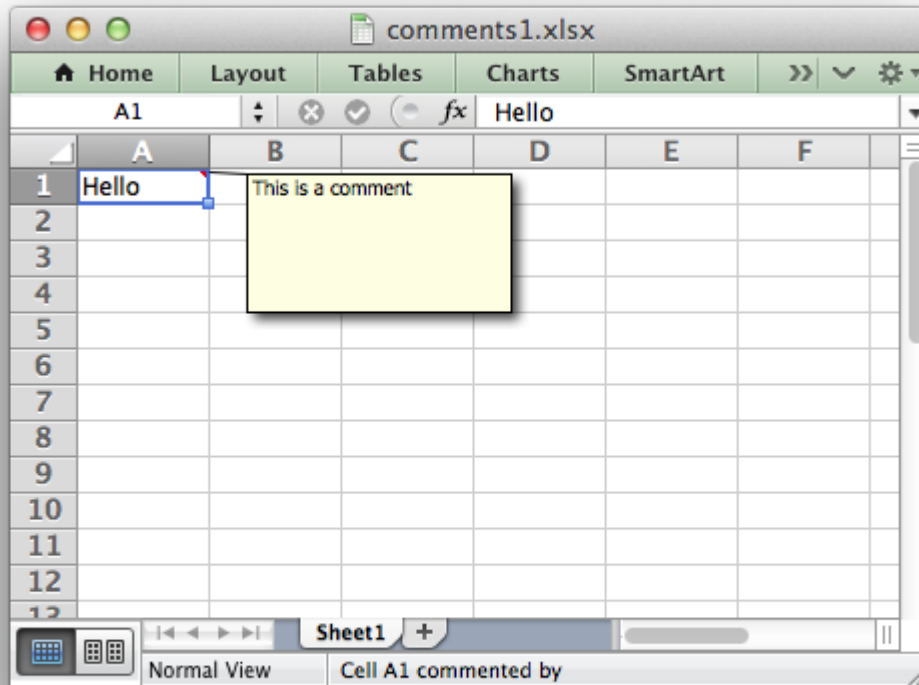 comments1.xlsx
Home Layout Tables Charts SmartArt
A1 fx Hello
A B C D E F
1 Hello This is a comment
2
3
4
5
6
7
8
9
10
11
12
13
Sheet1 +
Normal View Cell A1 commented by